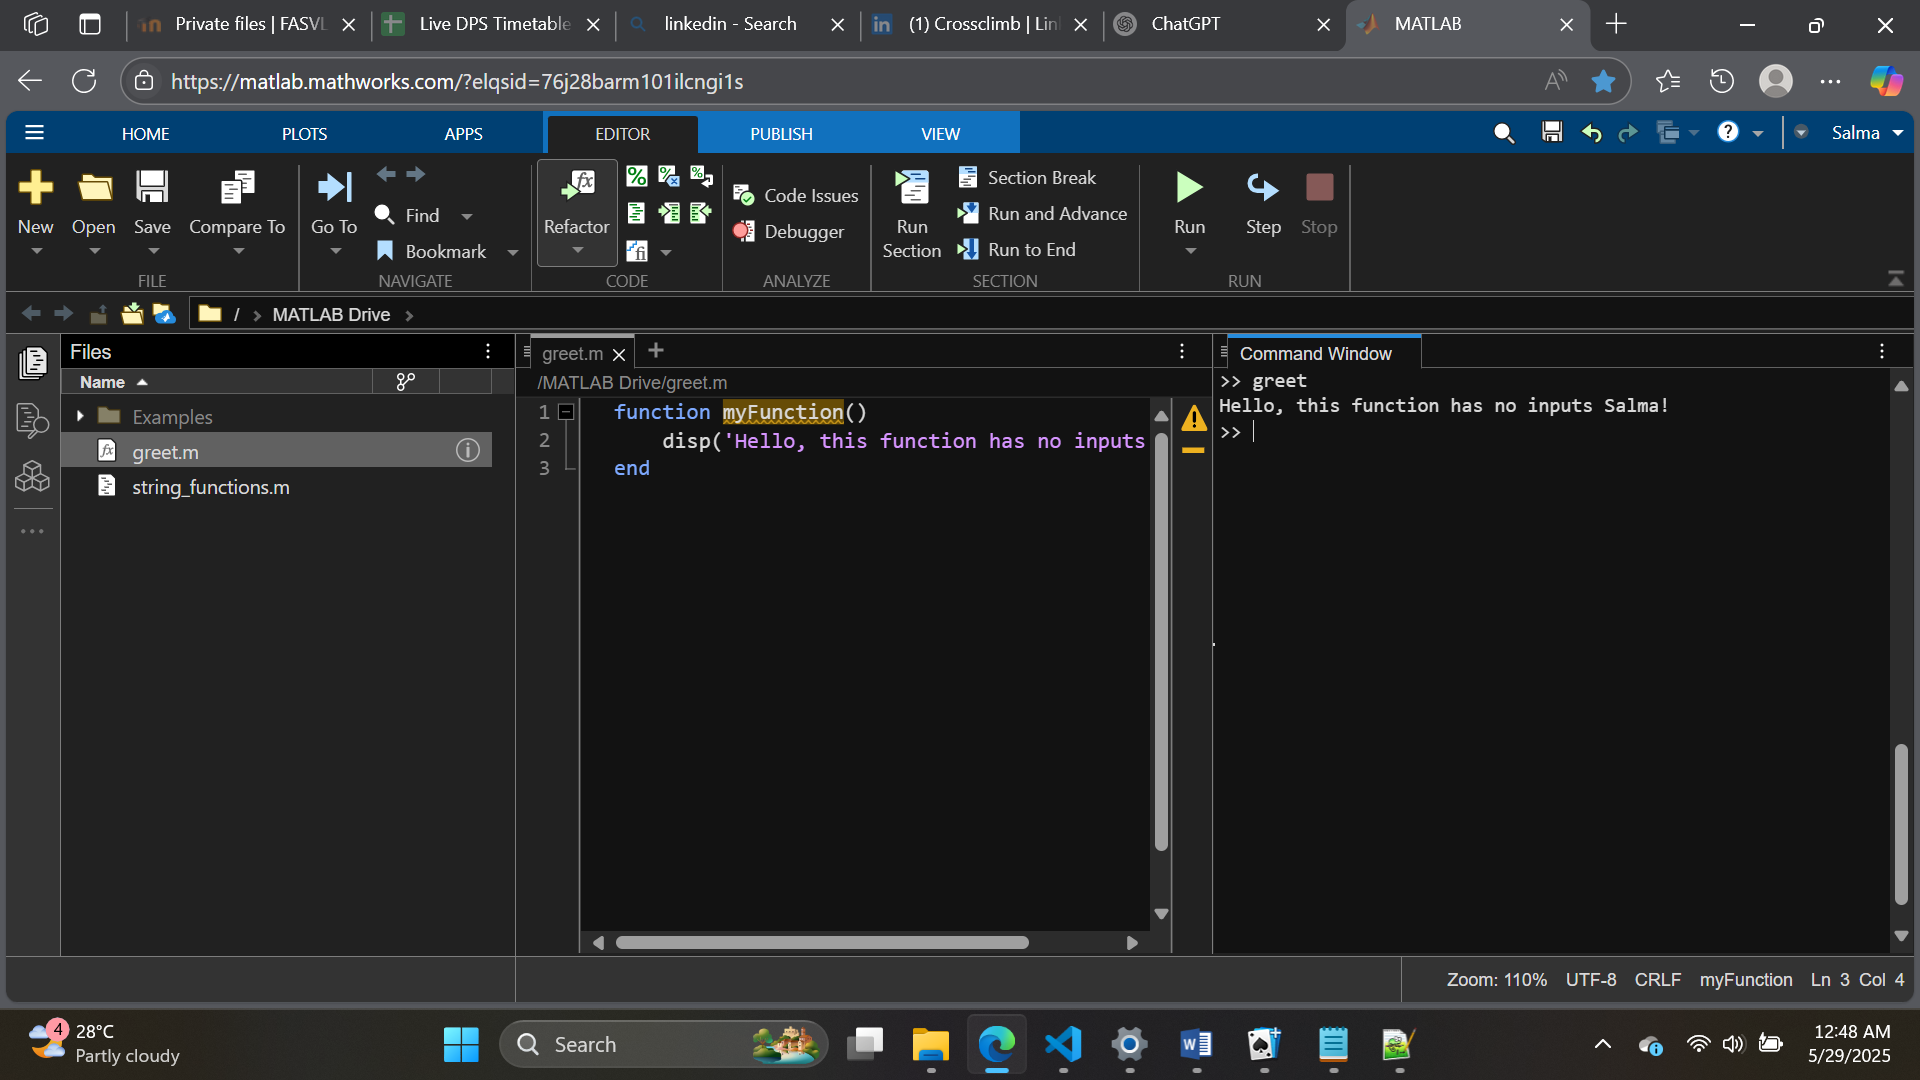 Private files | FASVL
Live DPS Timetable
linkedin - Search
(1) Crossclimb | Lin
ChatGPT
MATLAB
https://matlab.mathworks.com/?elqsid=76j28barm101ilcngi1s
HOME
PLOTS
APPS
EDITOR
PUBLISH
VIEW
Salma
New
Open
Save
Compare To
FILE
Go To
Find
Bookmark
NAVIGATE
Refactor
CODE
Code Issues
Debugger
ANALYZE
Run
Section
Section Break
Run and Advance
Run to End
SECTION
Run
Step
Stop
RUN
/ > MATLAB Drive >
Files
Name
Examples
greet.m
string_functions.m
greet.m
/MATLAB Drive/greet.m
1 function myFunction()
2 disp('Hello, this function has no inputs
3 end
Command Window
>> greet
Hello, this function has no inputs Salma!
>>
Zoom: 110% UTF-8 CRLF myFunction Ln 3 Col 4
4
28°C
Partly cloudy
Search
12:48 AM
5/29/2025